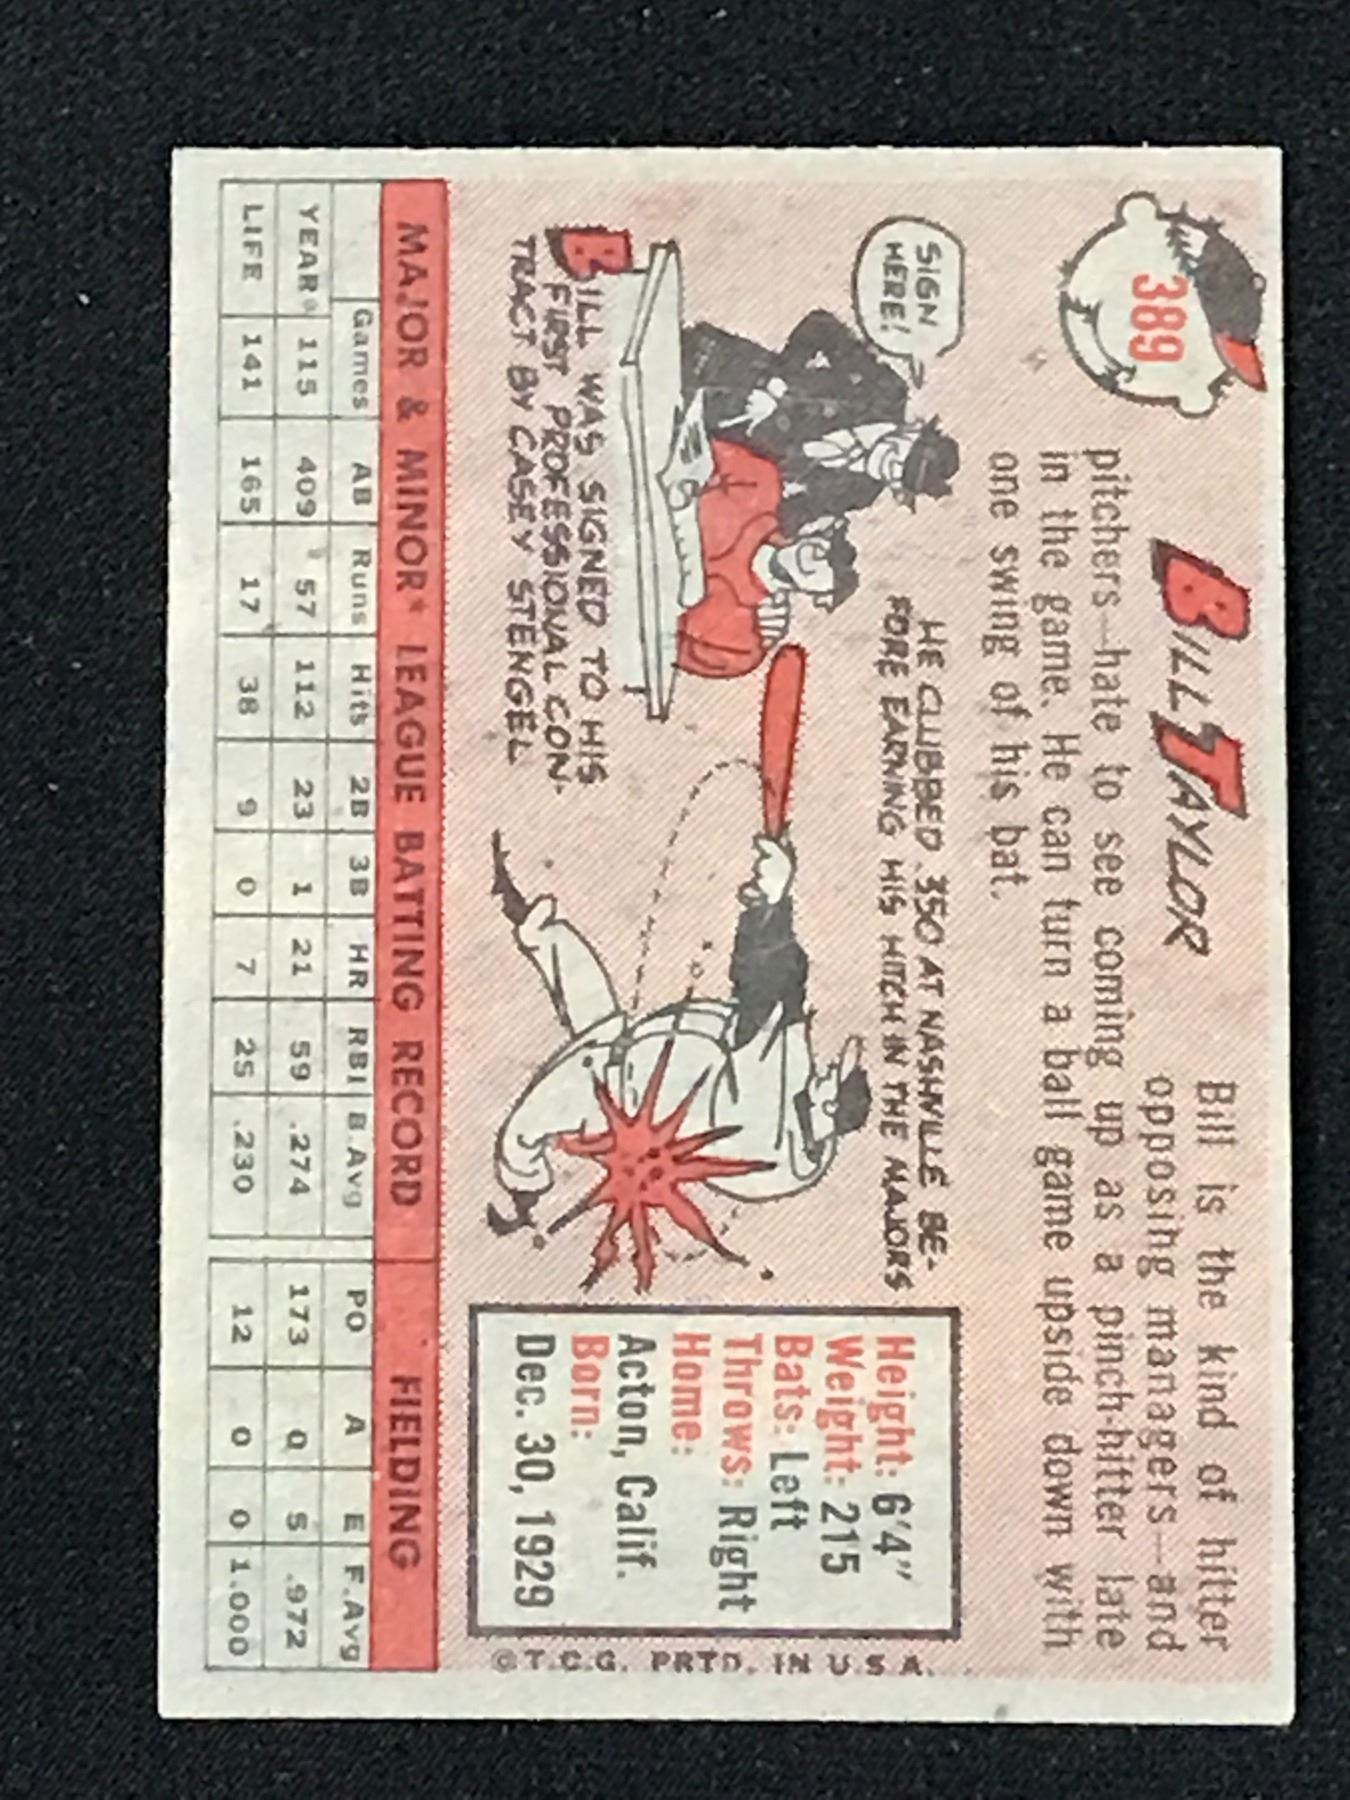 389
BILL TAYLOR
Bill is the kind of hitter
opposing managers—and
pitchers—hate to see coming up as a pinch-hitter late
in the game. He can turn a ball game upside down with
one swing of his bat.
SIGN
HERE!
HE CLUBBED .350 AT NASHVILLE BE-
FORE EARNING HIS HITCH IN THE MAJORS
BILL WAS SIGNED TO HIS
FIRST PROFESSIONAL CON-
TRACT BY CASEY STENGEL
Height: 6'4"
Weight: 215
Bats: Left
Throws: Right
Home:
Acton, Calif.
Born:
Dec. 30, 1929
©T.C.G. PRTD. IN U.S.A.
MAJOR & MINOR* LEAGUE BATTING RECORD FIELDING
Games AB Runs Hits 2B 3B HR RBI B.Avg PO A E F.Avg
YEAR* 115 409 57 112 23 1 21 59 .274 173 0 5 .972
LIFE 141 165 17 38 9 0 7 25 .230 12 0 0 1.000